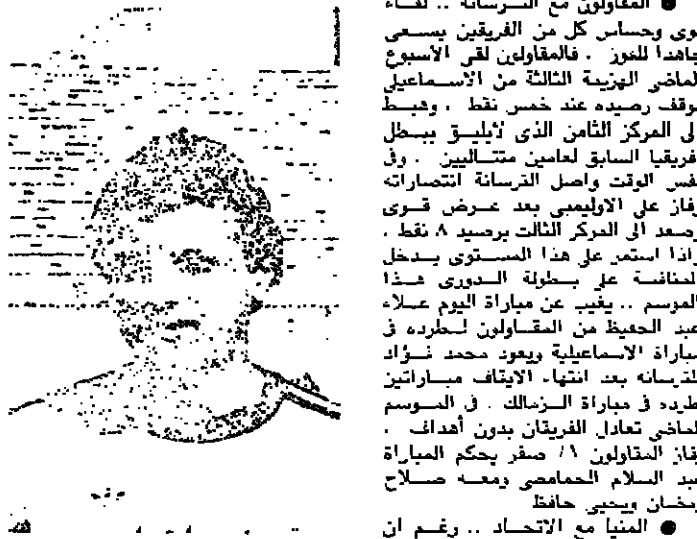 ● المقاولون مع الترسانة .. لقاء
قوى وحساس كل من الفريقين يسعى
جاهدا للفوز . فالمقاولون لقى الأسبوع
الماضى الهزيمة الثالثة من الاسماعيلى
وقف رصيده عند خمس نقط . وهبط
الى المركز الثامن الذى لايليق ببطل
افريقيا السابق لعامين متتاليين . وفى
نفس الوقت واصل الترسانة انتصاراته
وفاز على الاوليمبى بعد عرض قوى
وصعد الى المركز الثالث برصيد ٨ نقط .
واذا استمر على هذا المستوى يدخل
المنافسة على بطولة الدورى هذا
الموسم .. يغيب عن مباراة اليوم علاء
عبد الحفيظ من المقاولون لطرده فى
مباراة الاسماعيلية ويعود محمد فؤاد
للترسانه بعد انتهاء الايقاف مباراتين
لطرده فى مباراة الزمالك . فى الموسم
الماضى تعادل الفريقان بدون أهداف .
وفاز المقاولون ١/ صفر يحكم المباراة
عبد السلام الحمامصى ومعه صلاح
ويحيى حافظ
● المنيا مع الاتحاد .. رغم ان